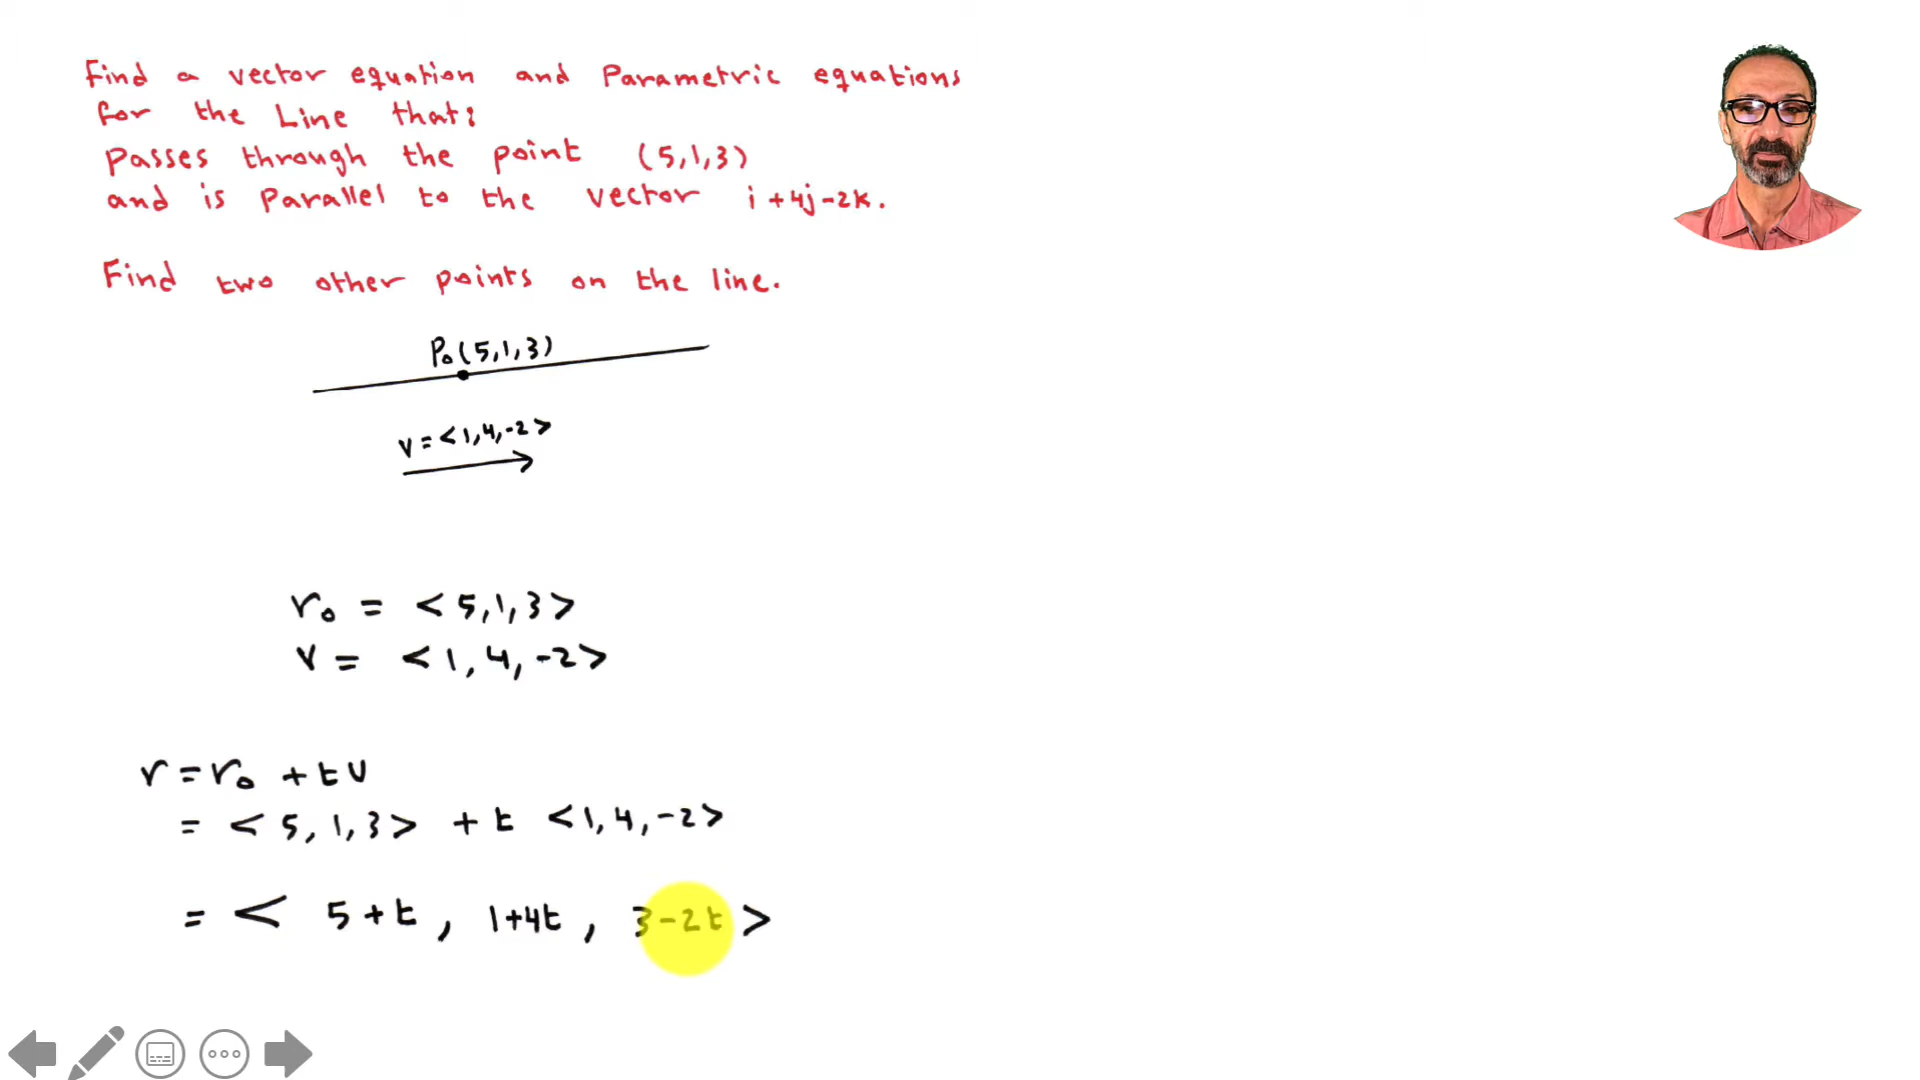 Find a vector equation and Parametric equations
for the Line that:
passes through the point (5,1,3)
and is parallel to the vector i+4j-2k.
Find two other points on the line.
P₀(5,1,3)
v=<1,4,-2>
r₀ = <5,1,3>
v = <1,4,-2>
r=r₀ +tv
= <5,1,3> + t <1,4,-2>
= < 5+t, 1+4t, 3-2t >